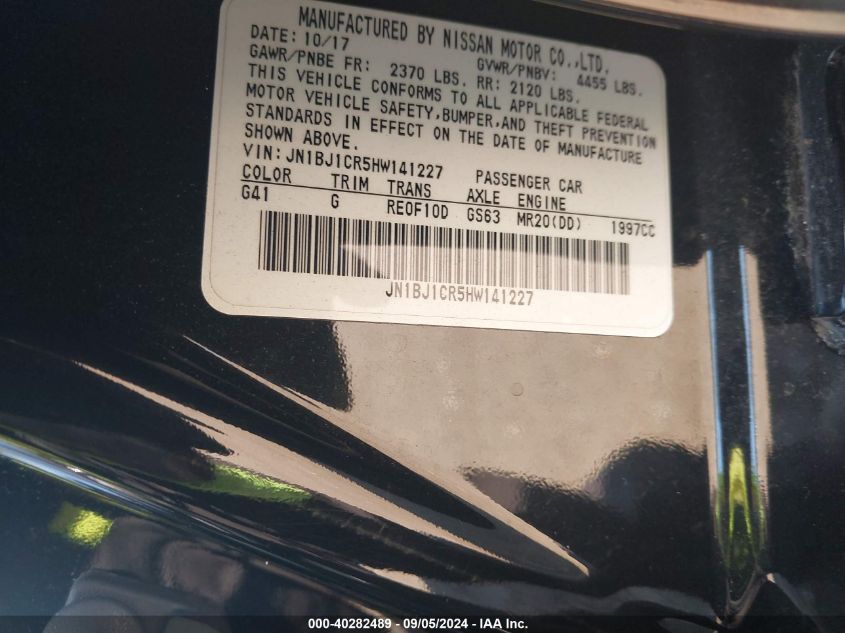 MANUFACTURED BY NISSAN MOTOR CO.,LTD.
DATE: 10/17 GVWR/PNBV: 4455 LBS.
GAWR/PNBE FR: 2370 LBS. RR: 2120 LBS.
THIS VEHICLE CONFORMS TO ALL APPLICABLE FEDERAL
MOTOR VEHICLE SAFETY,BUMPER,AND THEFT PREVENTION
STANDARDS IN EFFECT ON THE DATE OF MANUFACTURE
SHOWN ABOVE.
VIN:JN1BJ1CR5HW141227 PASSENGER CAR
COLOR TRIM TRANS AXLE ENGINE
G41 G RE0F10D GS63 MR20(DD) 1997CC
JN1BJ1CR5HW141227
000-40282489 - 09/05/2024 - IAA Inc.